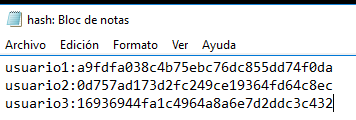 hash: Bloc de notas
Archivo Edición Formato Ver Ayuda
usuario1:a9fdfa038c4b75ebc76dc855dd74f0da
usuario2:0d757ad173d2fc249ce19364fd64c8ec
usuario3:16936944fa1c4964a8a6e7d2ddc3c432